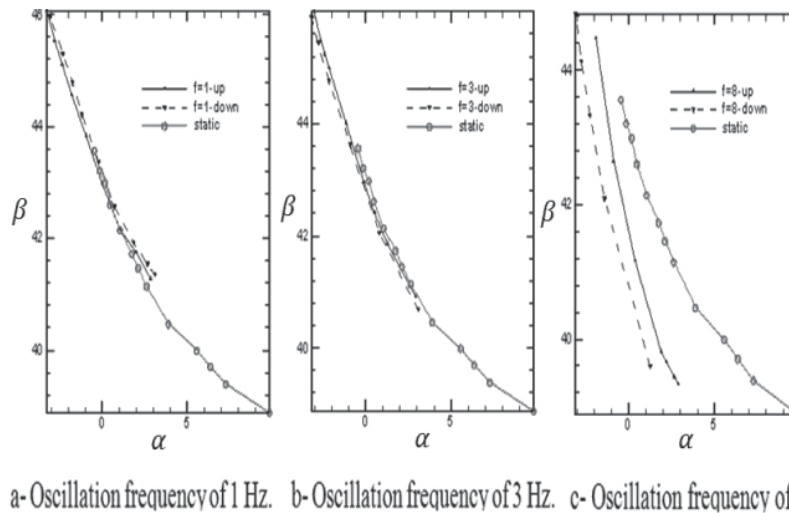 46
44
42
40
β
f=1-up
f=1-down
static
0
5
α
44
42
40
f=3-up
f=3-down
static
0
5
α
44
42
40
β
f=8-up
f=8-down
static
0
5
α
a- Oscillation frequency of 1 Hz.
b- Oscillation frequency of 3 Hz.
c- Oscillation frequency of